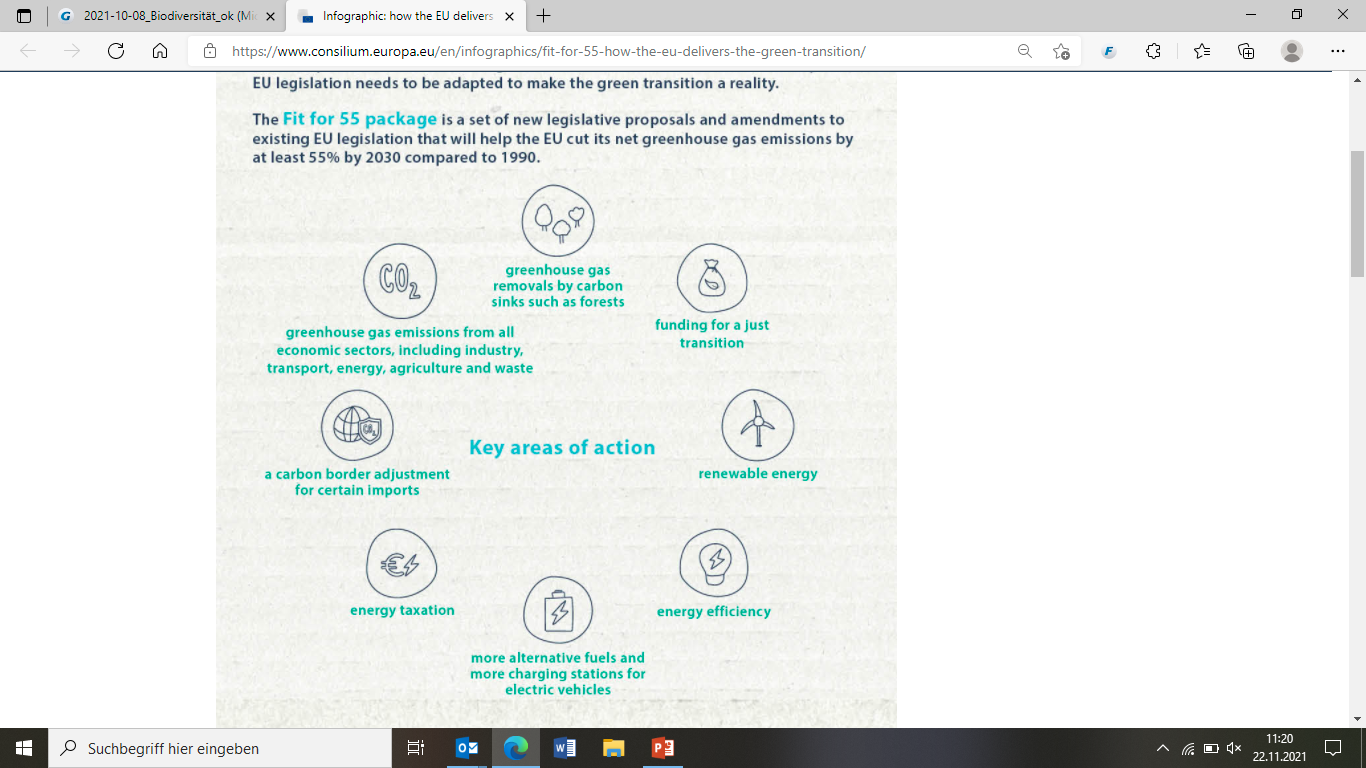 2021-10-08_Biodiversität_ok (Mi
Infographic: how the EU delivers
https://www.consilium.europa.eu/en/infographics/fit-for-55-how-the-eu-delivers-the-green-transition/
EU legislation needs to be adapted to make the green transition a reality.
The Fit for 55 package is a set of new legislative proposals and amendments to
existing EU legislation that will help the EU cut its net greenhouse gas emissions by
at least 55% by 2030 compared to 1990.
greenhouse gas
removals by carbon
sinks such as forests
CO2
funding for a just
transition
greenhouse gas emissions from all
economic sectors, including industry,
transport, energy, agriculture and waste
CO2
Key areas of action
a carbon border adjustment
for certain imports
renewable energy
€
energy taxation
energy efficiency
more alternative fuels and
more charging stations for
electric vehicles
Suchbegriff hier eingeben
11:20
22.11.2021